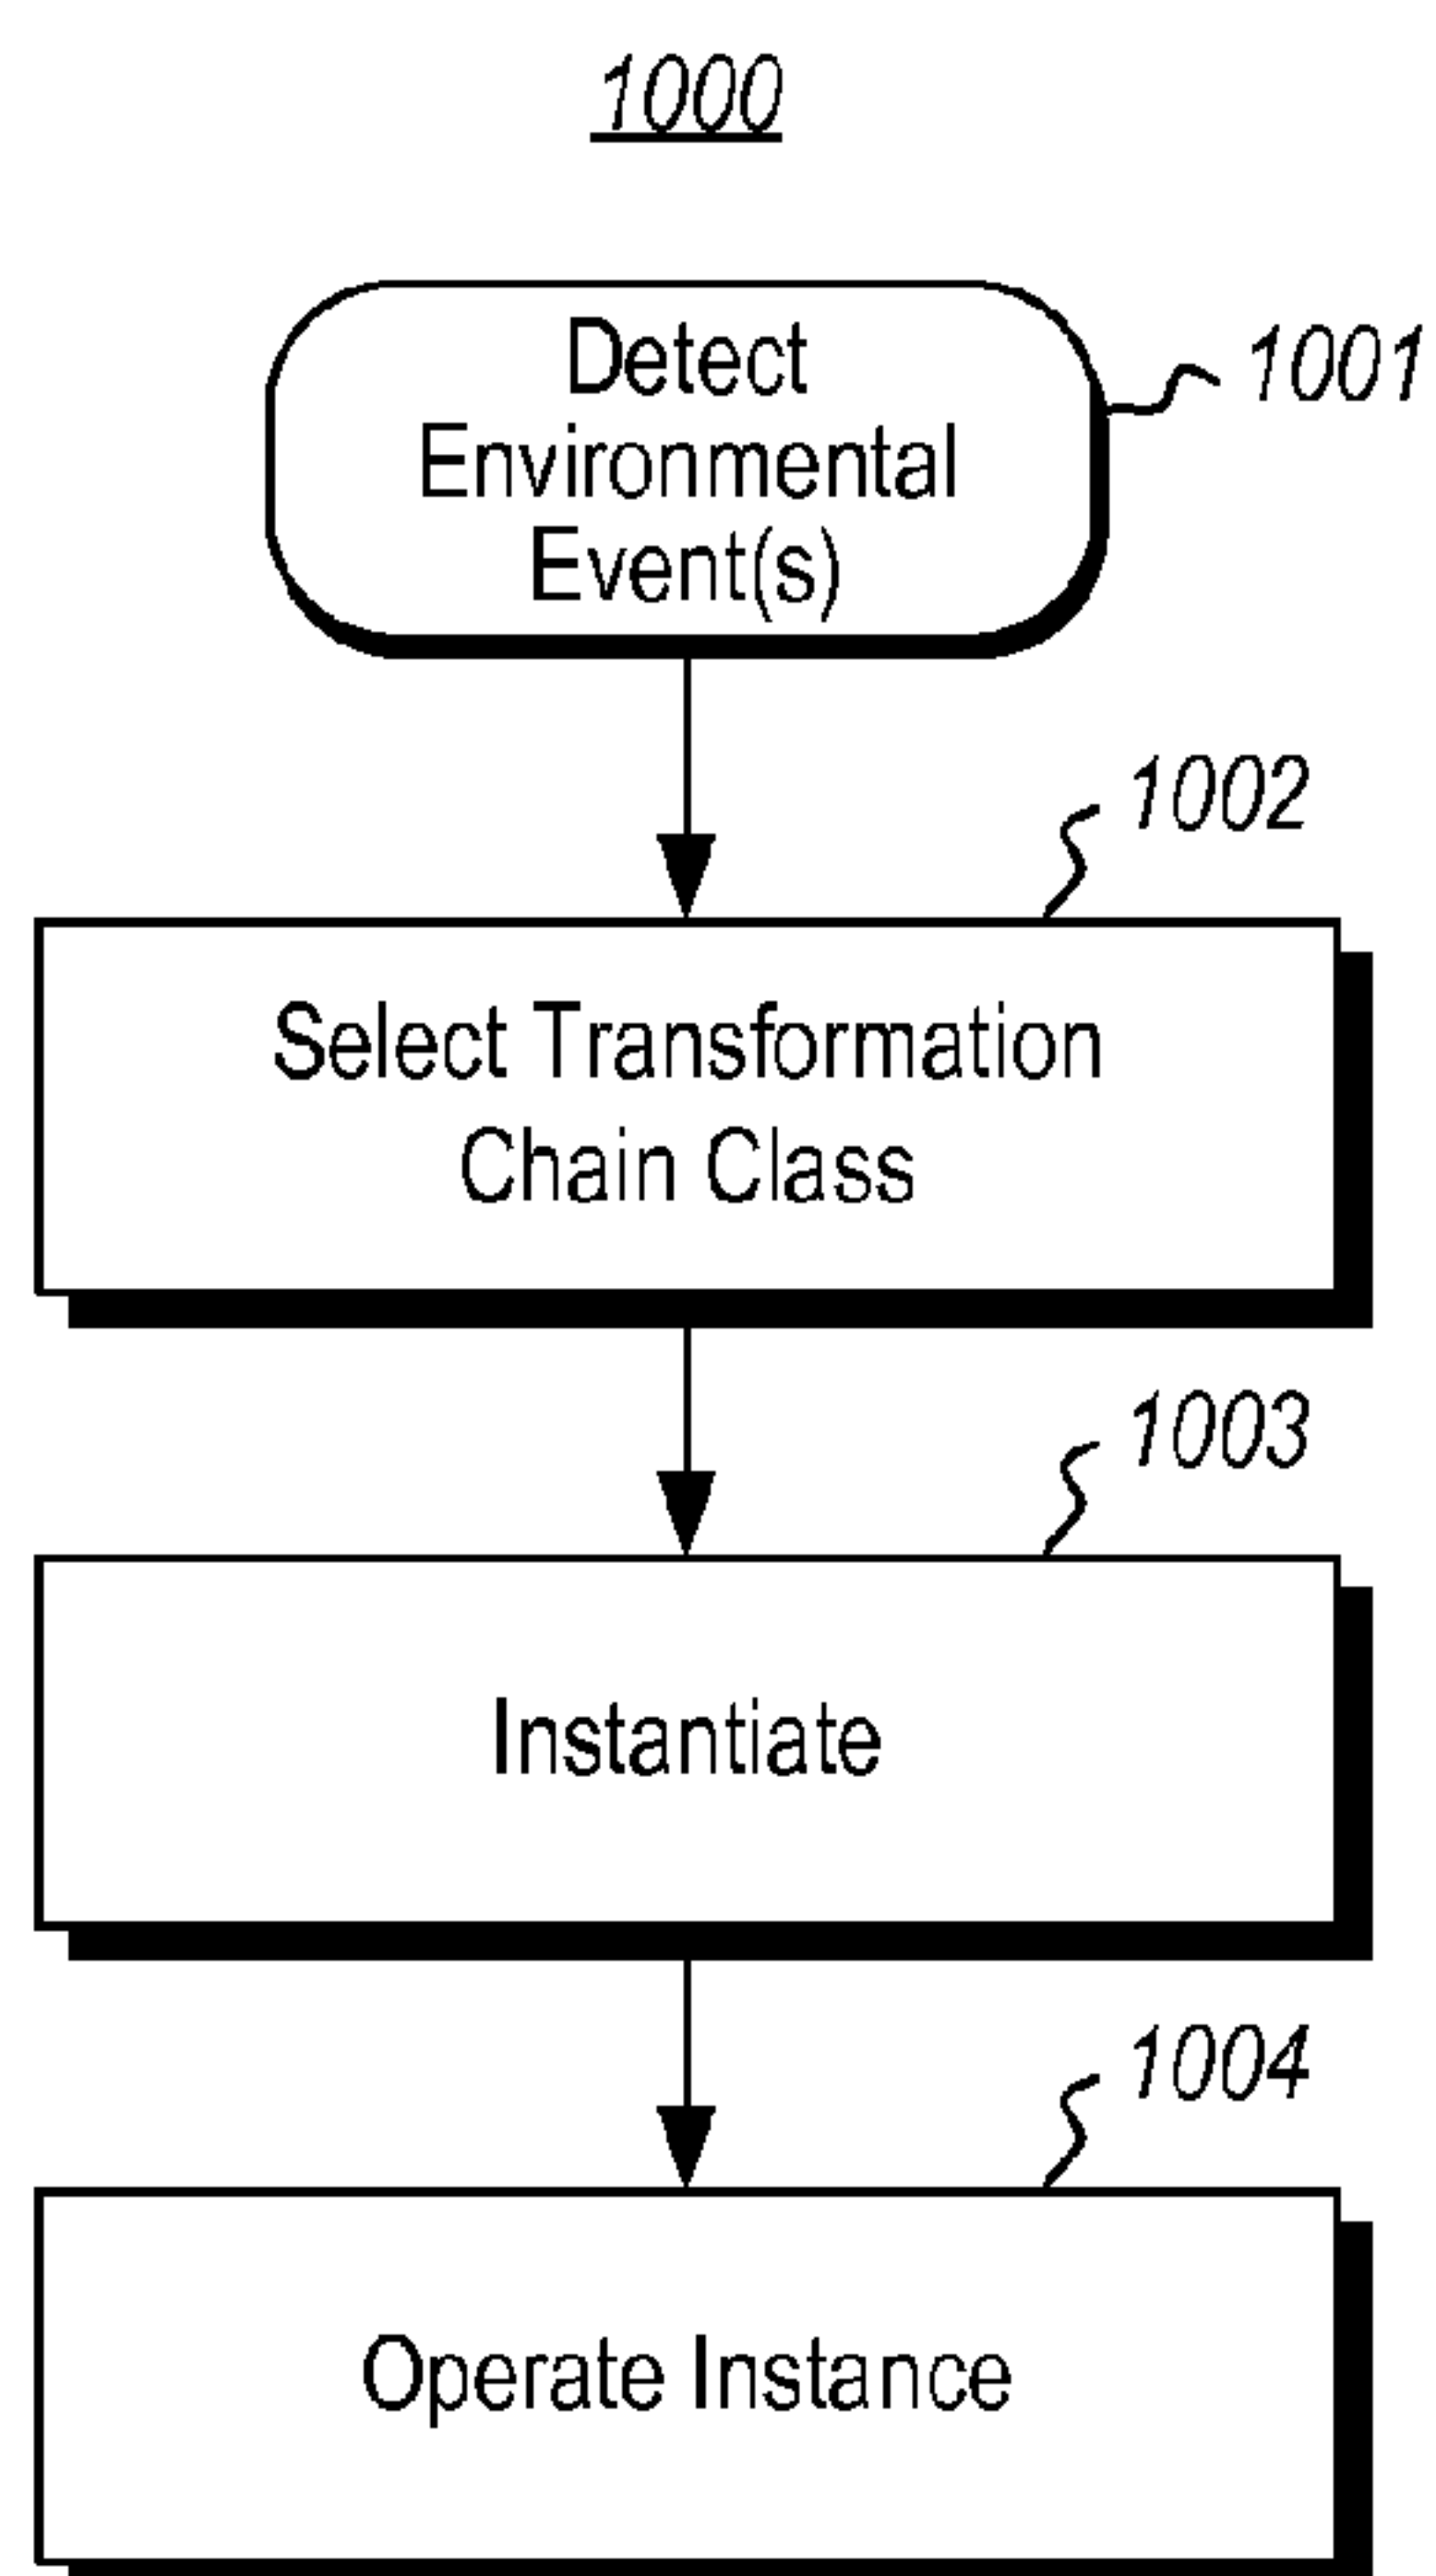 1000
Detect
Environmental
Event(s)
1001
1002
Select Transformation
Chain Class
1003
Instantiate
1004
Operate Instance